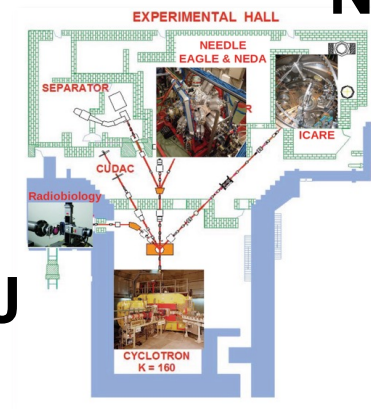 EXPERIMENTAL HALL
NEEDLE
EAGLE & NEDA
SEPARATOR
R
ICARE
CUDAC
Radiobiology
CYCLOTRON
K = 160